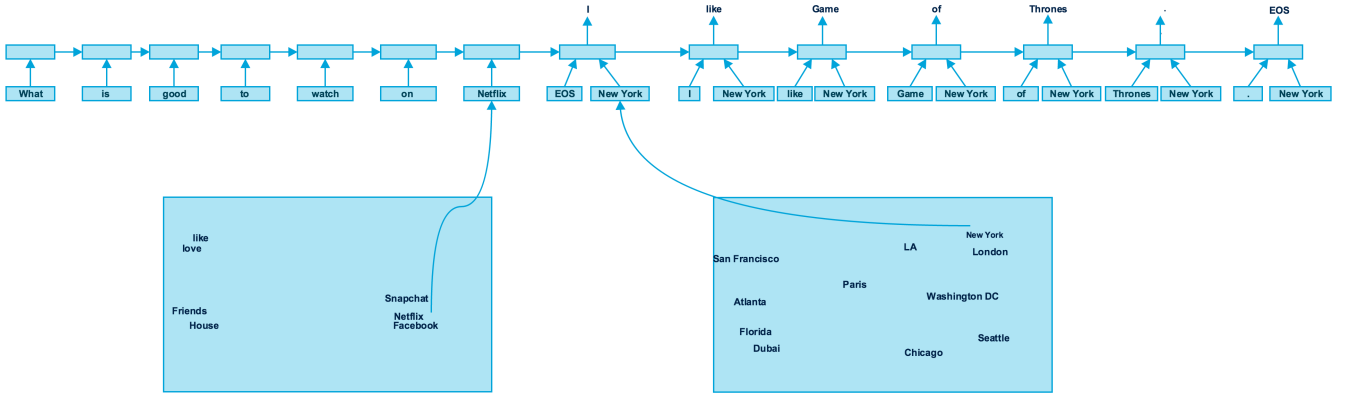 I like Game of Thrones . EOS
What is good to watch on Netflix EOS New York I New York like New York Game New York of New York Thrones New York . New York
like
love
Snapchat
Friends
Netflix
House
Facebook
New York
LA
London
San Francisco
Paris
Washington DC
Atlanta
Florida
Seattle
Dubai
Chicago